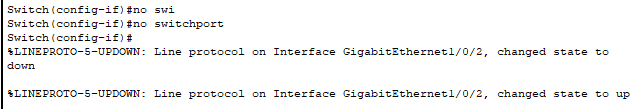 Switch(config-if)#no swi
Switch(config-if)#no switchport
Switch(config-if)#
%LINEPROTO-5-UPDOWN: Line protocol on Interface GigabitEthernet1/0/2, changed state to
down
%LINEPROTO-5-UPDOWN: Line protocol on Interface GigabitEthernet1/0/2, changed state to up